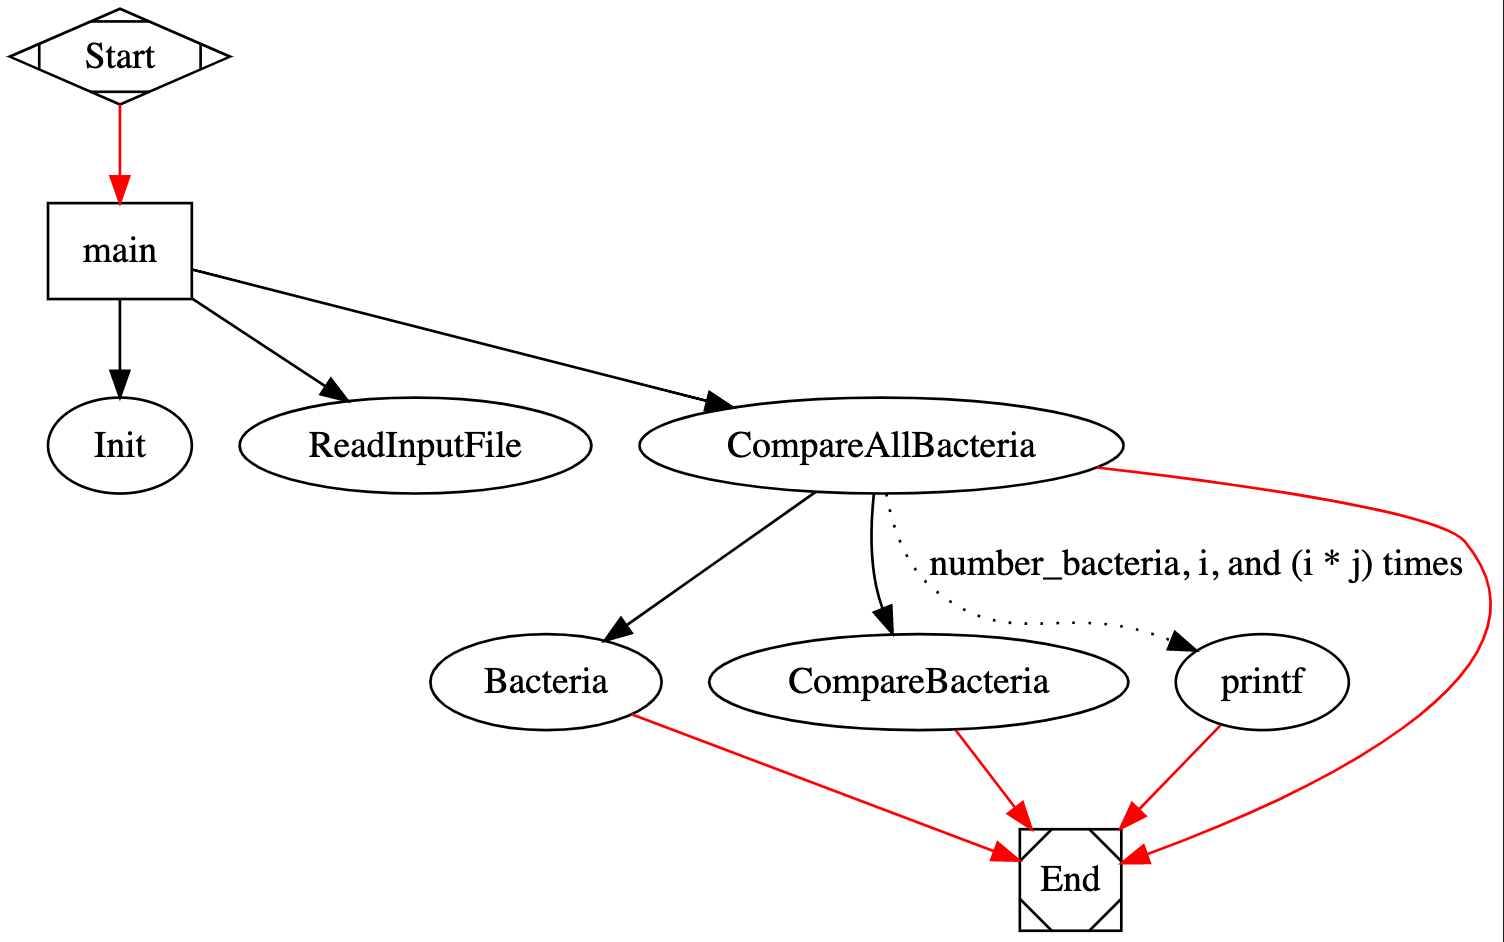 Start
main
Init
ReadInputFile
CompareAllBacteria
number_bacteria, i, and (i * j) times
Bacteria
CompareBacteria
printf
End